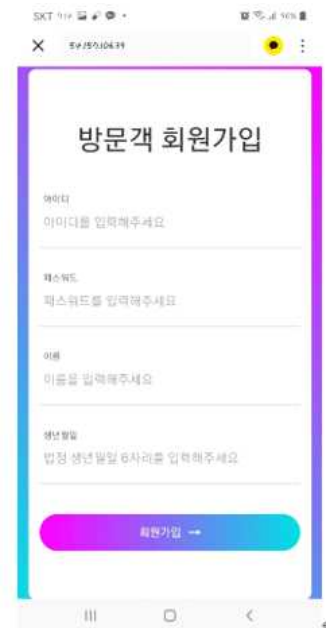 SKT
방문객 회원가입
아이디
아이디를 입력해주세요
패스워드
패스워드를 입력해주세요
이름
이름을 입력해주세요
생년월일
법정 생년월일 6자리를 입력해주세요
회원가입 →